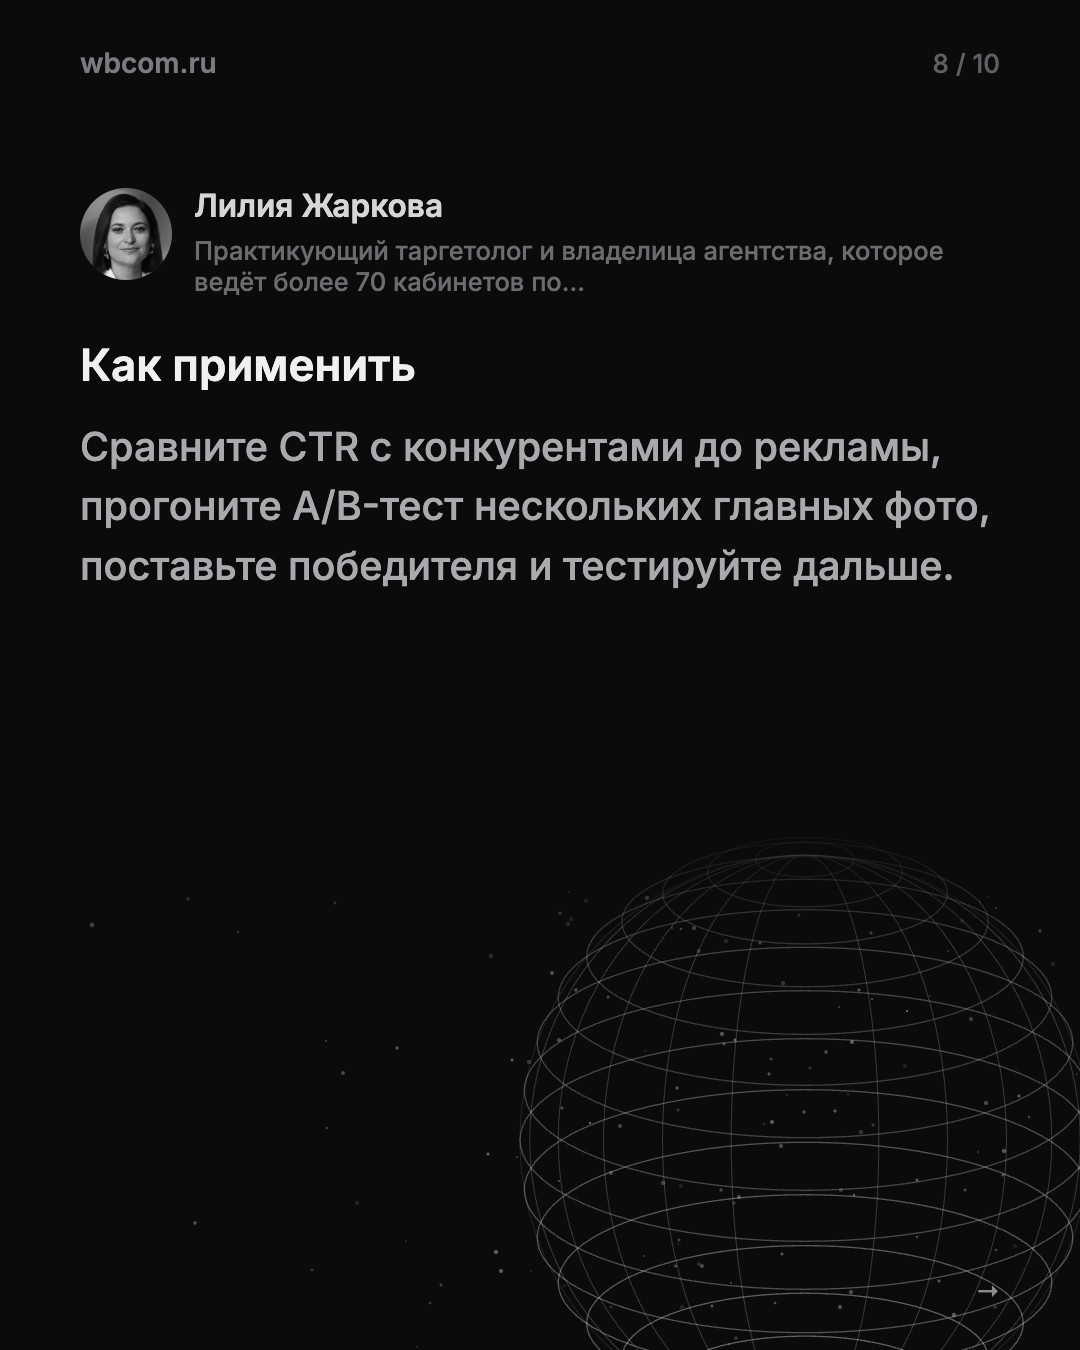 wbcom.ru
8 / 10
Лилия Жаркова
Практикующий таргетолог и владелица агентства, которое
ведёт более 70 кабинетов по...
Как применить
Сравните CTR с конкурентами до рекламы,
прогоните A/B-тест нескольких главных фото,
поставьте победителя и тестируйте дальше.
→